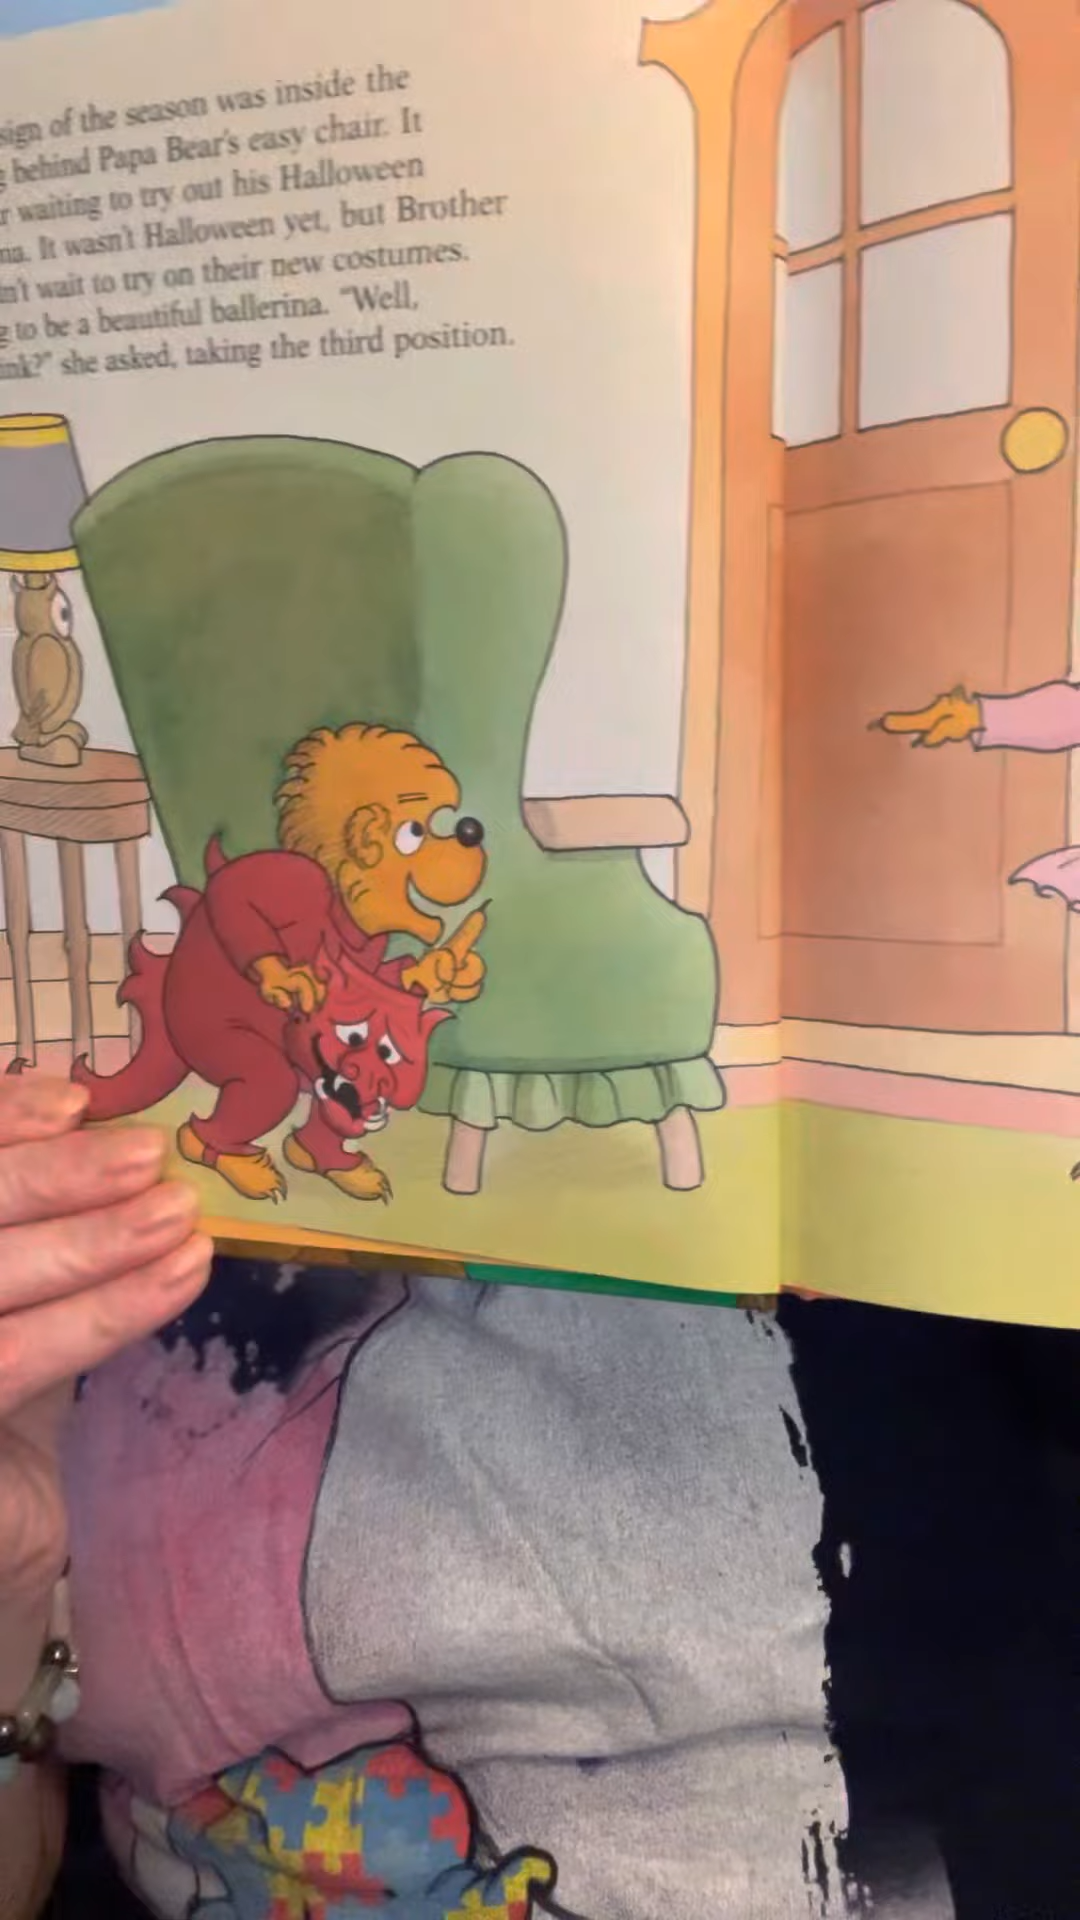 sign of the season was inside the
behind Papa Bear's easy chair. It
waiting to try out his Halloween
It wasn't Halloween yet, but Brother
wait to try on their new costumes.
to be a beautiful ballerina. "Well,
she asked, taking the third position.